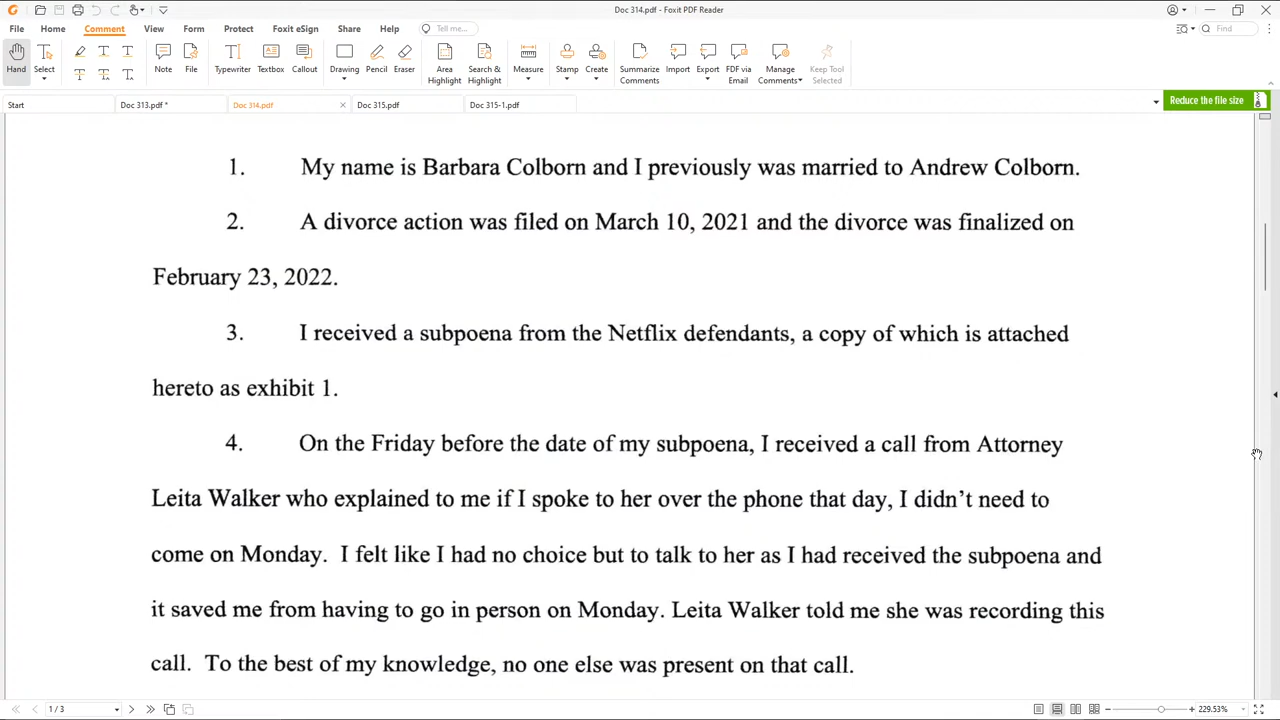 Doc 314.pdf - Foxit PDF Reader
File Home Comment View Form Protect Foxit eSign Share Help Tell me... Find
Hand Select Note File Typewriter Textbox Callout Drawing Pencil Eraser Area Highlight Search & Highlight Measure Stamp Create Summarize Comments Import Export PDF via Email Manage Comments Keep Tool Selected
Start Doc 313.pdf * Doc 314.pdf Doc 315.pdf Doc 315-1.pdf Reduce the file size
1. My name is Barbara Colborn and I previously was married to Andrew Colborn.
2. A divorce action was filed on March 10, 2021 and the divorce was finalized on
February 23, 2022.
3. I received a subpoena from the Netflix defendants, a copy of which is attached
hereto as exhibit 1.
4. On the Friday before the date of my subpoena, I received a call from Attorney
Leita Walker who explained to me if I spoke to her over the phone that day, I didn't need to
come on Monday. I felt like I had no choice but to talk to her as I had received the subpoena and
it saved me from having to go in person on Monday. Leita Walker told me she was recording this
call. To the best of my knowledge, no one else was present on that call.
1 / 3 229.53%